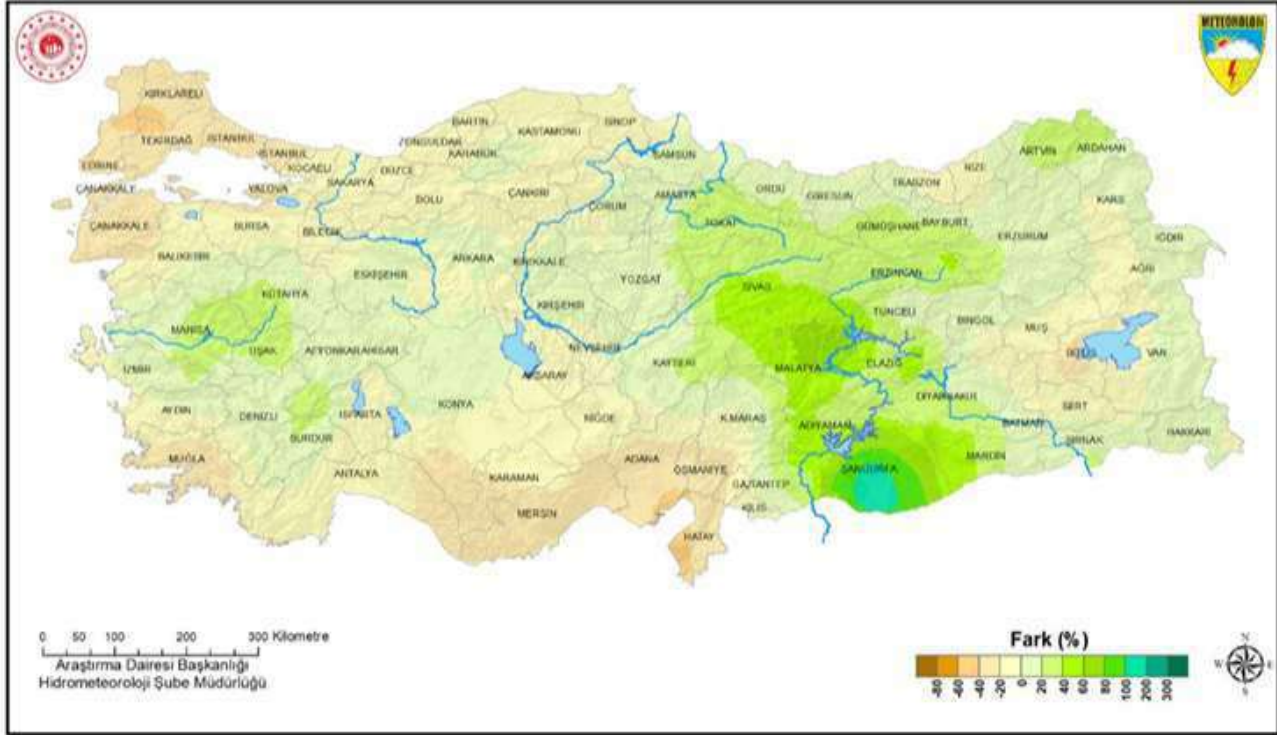 METEOROLOJİ
KIRKLARELİ
TEKİRDAĞ
İSTANBUL
EDİRNE
İSTANBUL
KOCAELİ
ÇANAKKALE
YALOVA
SAKARYA
DÜZCE
ZONGULDAK
BARTIN
KARABÜK
KASTAMONU
SİNOP
SAMSUN
ÇANAKKALE
BURSA
BİLECİK
BOLU
ÇANKIRI
ÇORUM
AMASYA
ORDU
GİRESUN
TRABZON
RİZE
ARTVİN
ARDAHAN
KARS
BALIKESİR
ESKİŞEHİR
ANKARA
KIRIKKALE
YOZGAT
TOKAT
GÜMÜŞHANE
BAYBURT
ERZURUM
IĞDIR
AĞRI
KÜTAHYA
KIRŞEHİR
SİVAS
ERZİNCAN
TUNCELİ
BİNGÖL
MUŞ
MANİSA
UŞAK
AFYONKARAHİSAR
NEVŞEHİR
KAYSERİ
MALATYA
ELAZIĞ
BİTLİS
VAN
İZMİR
AKSARAY
DİYARBAKIR
SİİRT
AYDIN
DENİZLİ
ISPARTA
KONYA
NİĞDE
K.MARAŞ
ADIYAMAN
BATMAN
ŞIRNAK
HAKKARİ
BURDUR
MUĞLA
ANTALYA
KARAMAN
ADANA
OSMANİYE
GAZİANTEP
ŞANLIURFA
MARDİN
KİLİS
MERSİN
HATAY
0 50 100 200 300 Kilometre
Araştırma Dairesi Başkanlığı
Hidrometeoroloji Şube Müdürlüğü
Fark (%)
-80 -60 -40 -20 0 20 40 60 80 100 200 300
N
W E
S